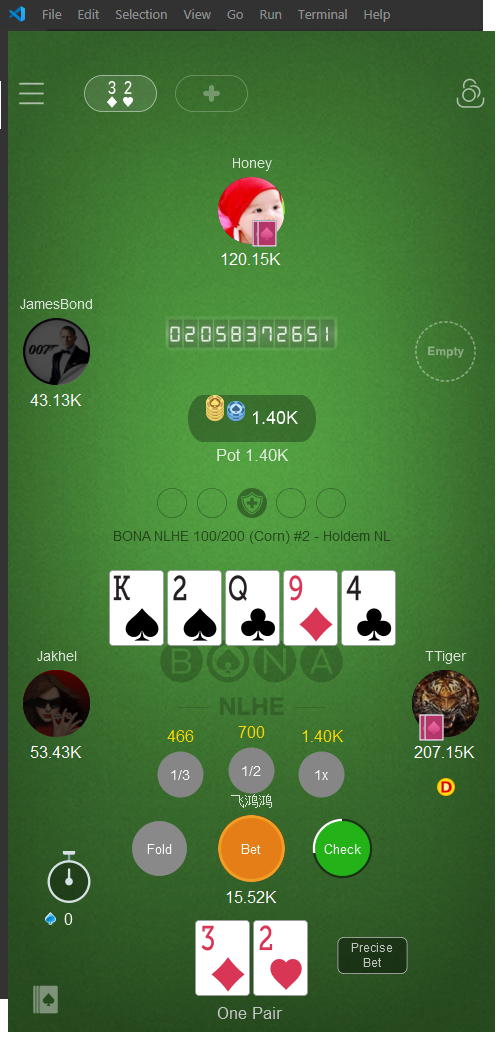 File Edit Selection View Go Run Terminal Help
3 2
Honey
120.15K
JamesBond
007
43.13K
02058372651
Empty
1.40K
Pot 1.40K
BONA NLHE 100/200 (Corn) #2 - Holdem NL
K 2 Q 9 4
BONA
Jakhel
TTiger
NLHE
53.43K
207.15K
466 700 1.40K
1/3 1/2 1x
D
飞鸿鸿
Fold Bet Check
15.52K
0
3 2
Precise
Bet
One Pair